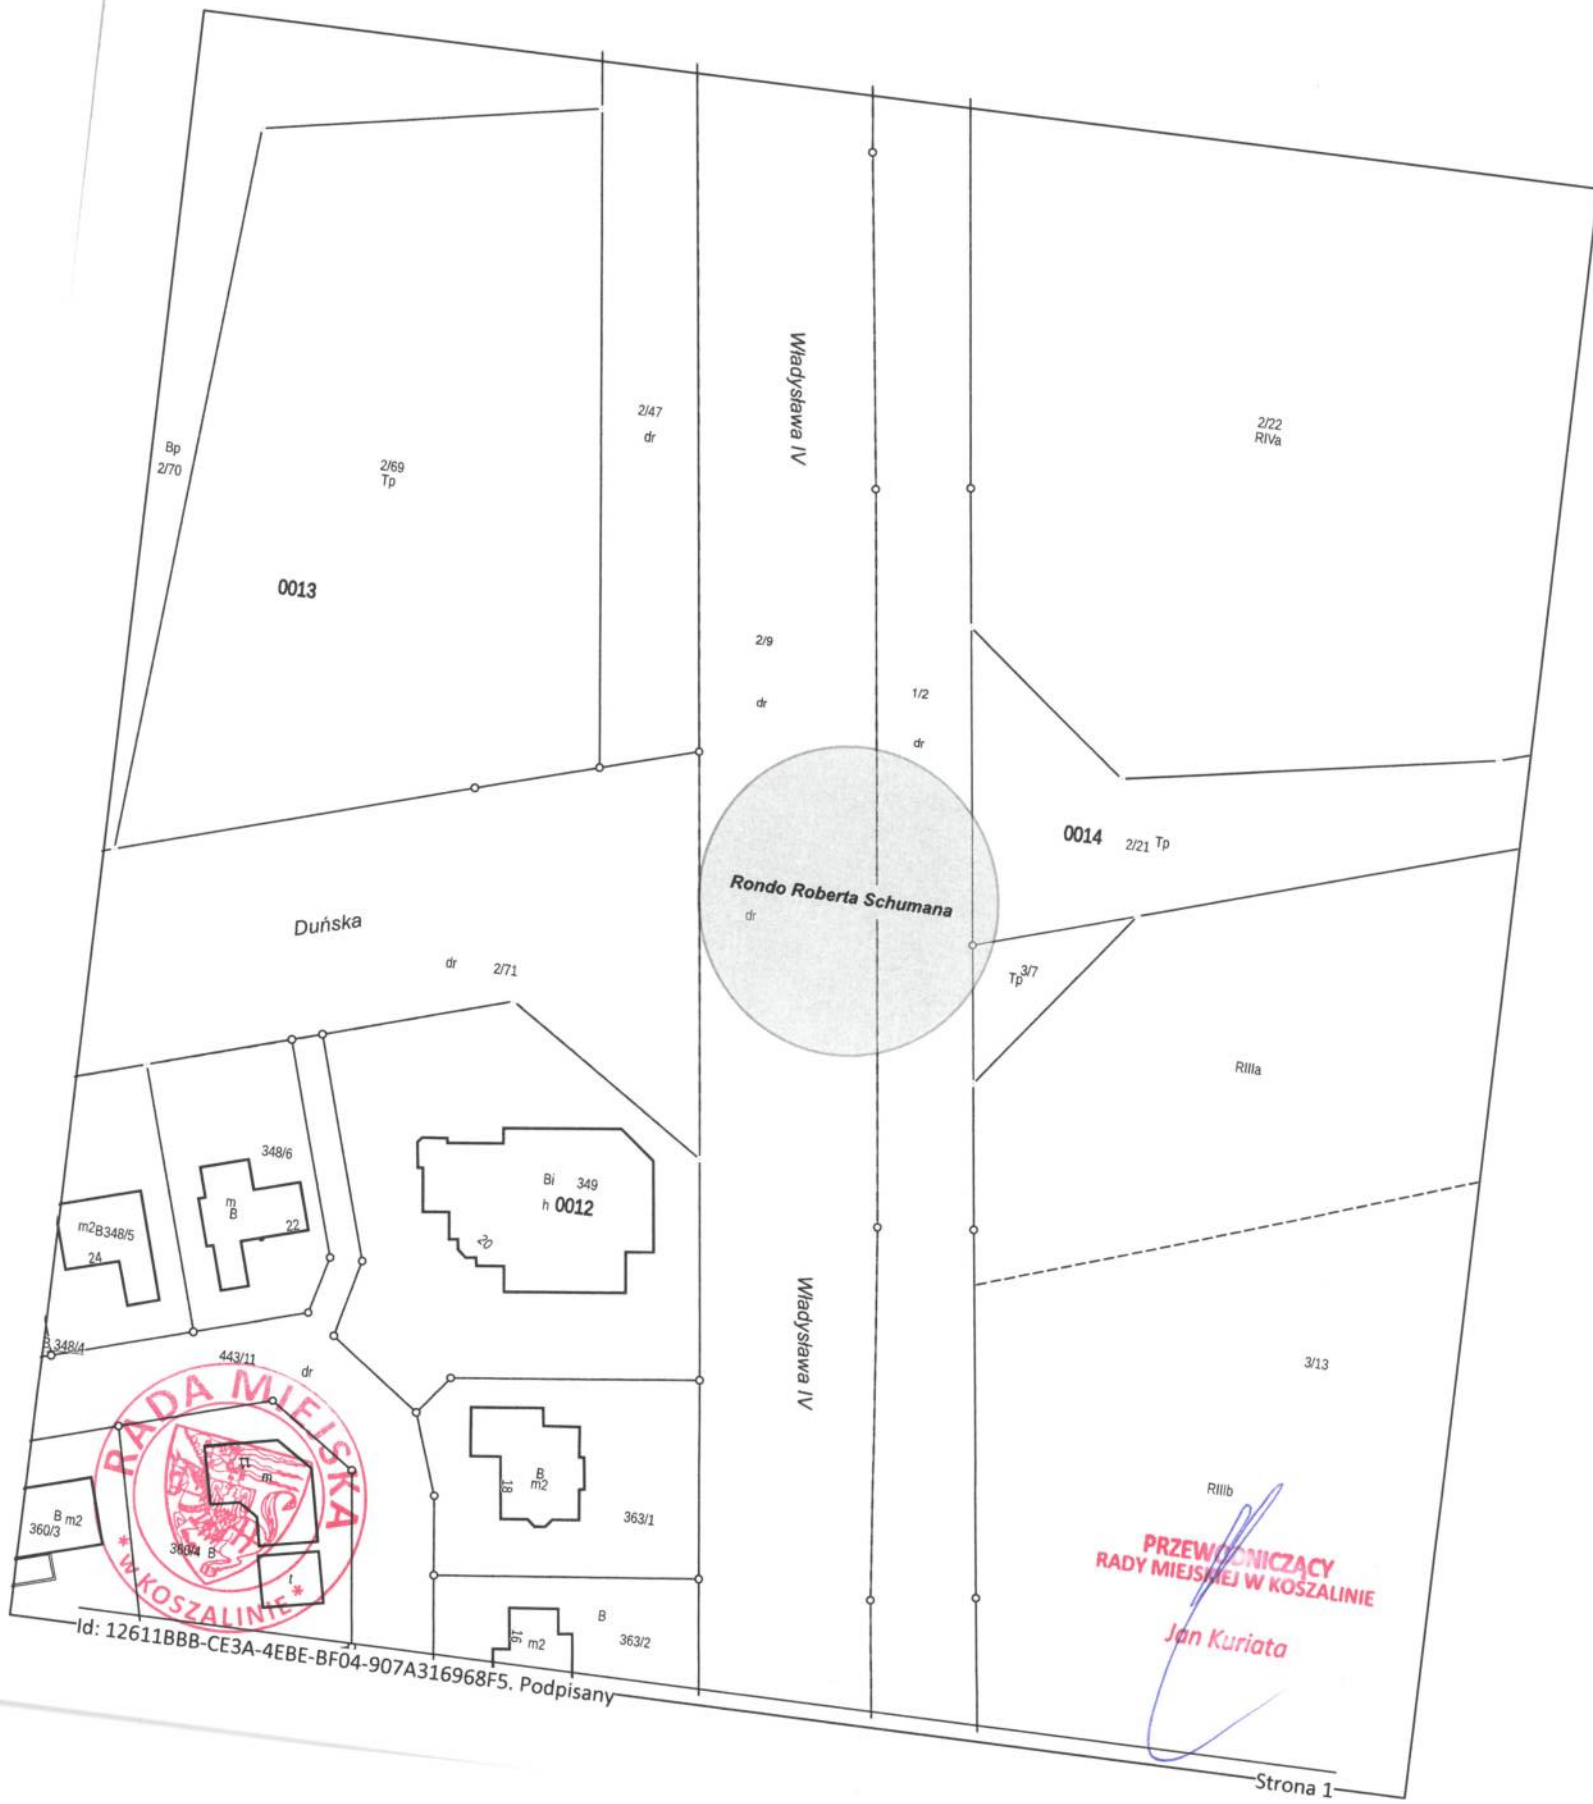 Władysława IV
2/47
dr
2/22
RIVa
Bp
2/70
2/69
Tp
0013
2/9
dr
1/2
dr
0014 2/21 Tp
Rondo Roberta Schumana
dr
Duńska
dr 2/71
3/7
Tp
RIIIa
348/6
m
B
22
Bi 349
h 0012
20
m2B348/5
24
348/4
443/11
dr
Władysława IV
3/13
RADA MIEJSKA
* W KOSZALINIE *
m
360/4 B
t
B m2
360/3
18
B
m2
363/1
RIIIb
PRZEWODNICZĄCY
RADY MIEJSKIEJ W KOSZALINIE
Jan Kuriata
16
m2
B
363/2
Id: 12611BBB-CE3A-4EBE-BF04-907A316968F5. Podpisany
Strona 1